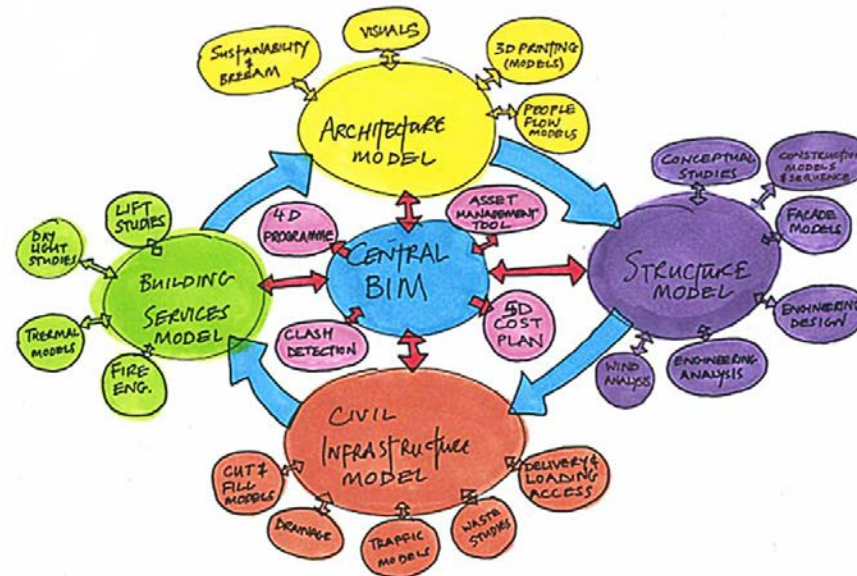 VISUALS
SUSTAINABILITY &
BREEAM
3D PRINTING
(MODELS)
PEOPLE
FLOW
MODELS
ARCHITECTURE
MODEL
CONCEPTUAL
STUDIES
CONSTRUCTION
MODELS
& SEQUENCE
FACADE
MODELS
STRUCTURE
MODEL
ENGINEERING
DESIGN
ENGINEERING
ANALYSIS
WIND
ANALYSIS
4D
PROGRAMME
ASSET
MANAGEMENT
TOOL
CENTRAL
BIM
CLASH
DETECTION
5D
COST
PLAN
LIFT
STUDIES
DAY
LIGHT
STUDIES
BUILDING
SERVICES
MODEL
THERMAL
MODELS
FIRE
ENG.
CIVIL
INFRASTRUCTURE
MODEL
CUT &
FILL
MODELS
DRAINAGE
TRAFFIC
MODELS
WASTE
STUDIES
DELIVERY &
LOADING
ACCESS